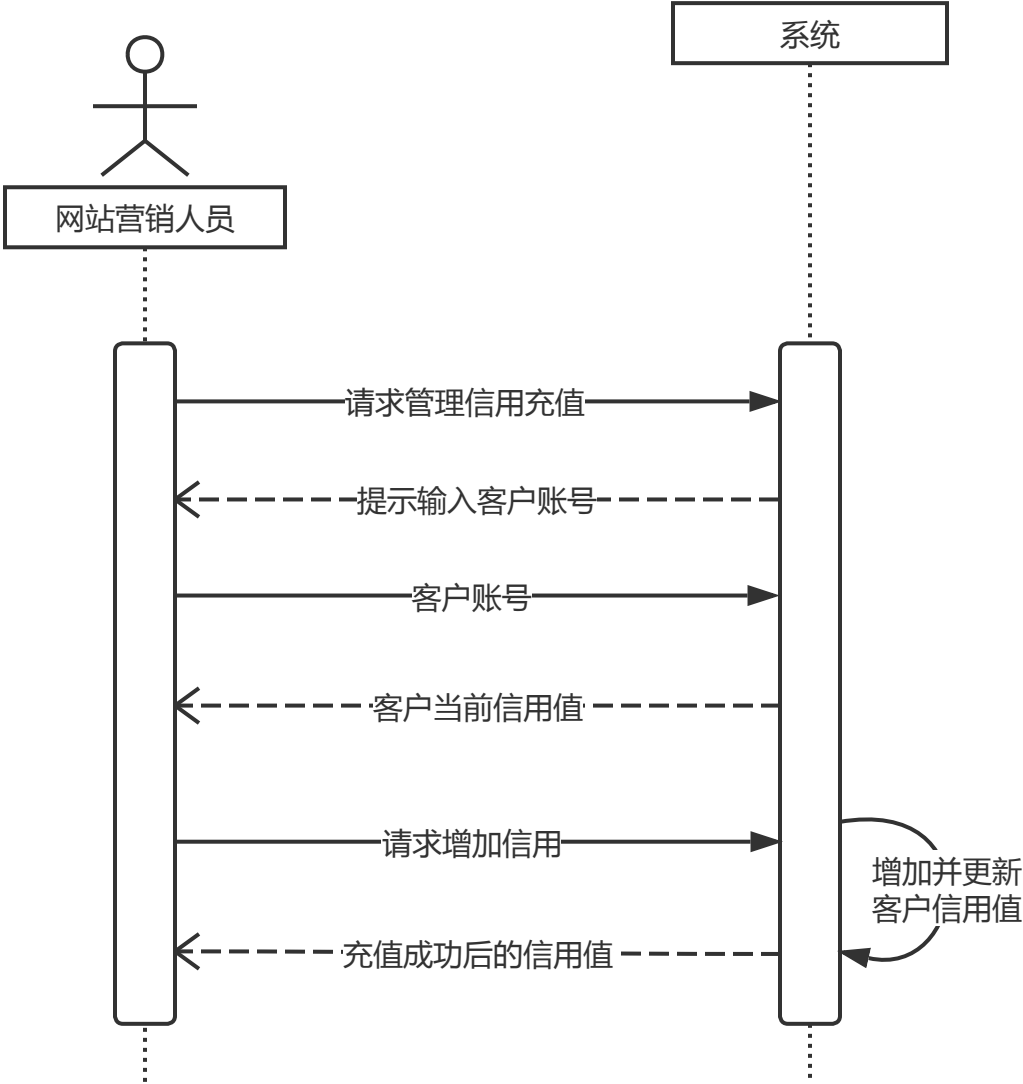 系统
网站营销人员
请求管理信用充值
提示输入客户账号
客户账号
客户当前信用值
请求增加信用
增加并更新
客户信用值
充值成功后的信用值